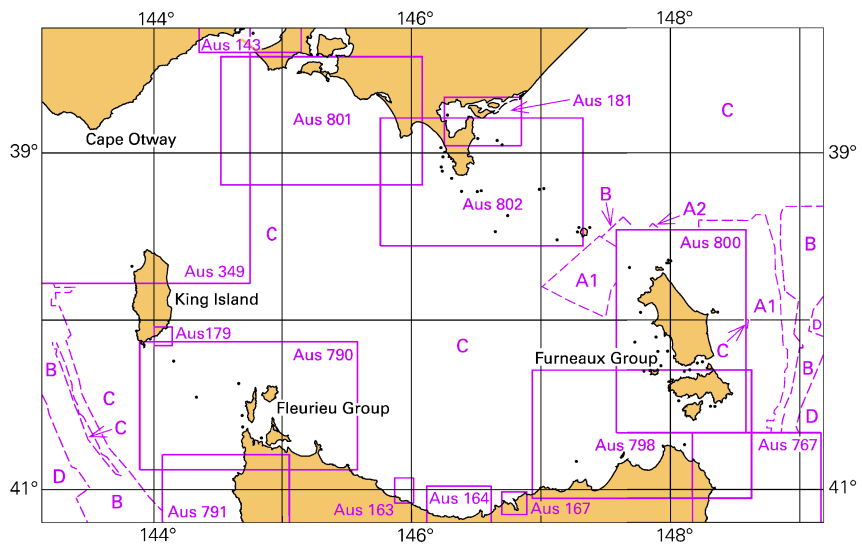 144° 146° 148°
Aus 143
Aus 181
C
Aus 801
Cape Otway
39° 39°
Aus 802
B A2
C
Aus 800
B
Aus 349
A1
King Island
A1
Aus179
D
C
Aus 790
C
Furneaux Group
B
B
C
Fleurieu Group
C
D
Aus 798 Aus 767
D
41° 41°
B
Aus 791
Aus 163
Aus 164
Aus 167
144° 146° 148°